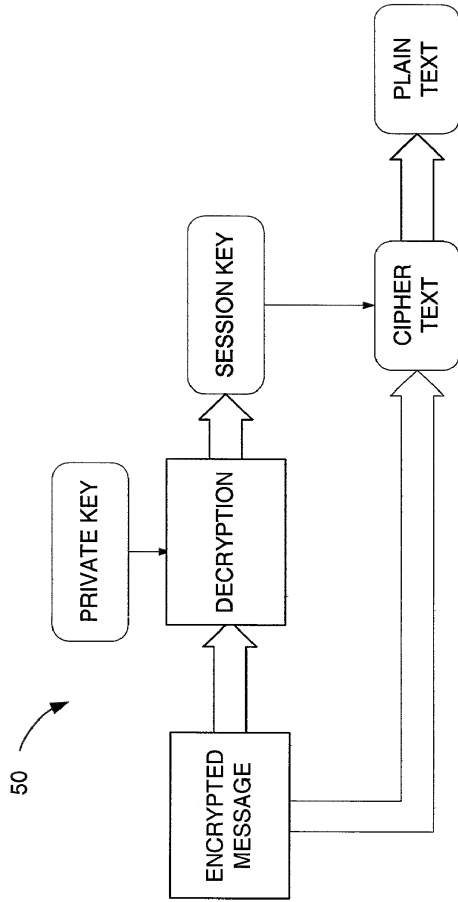 50
PRIVATE KEY
ENCRYPTED
MESSAGE
DECRYPTION
SESSION KEY
CIPHER
TEXT
PLAIN
TEXT